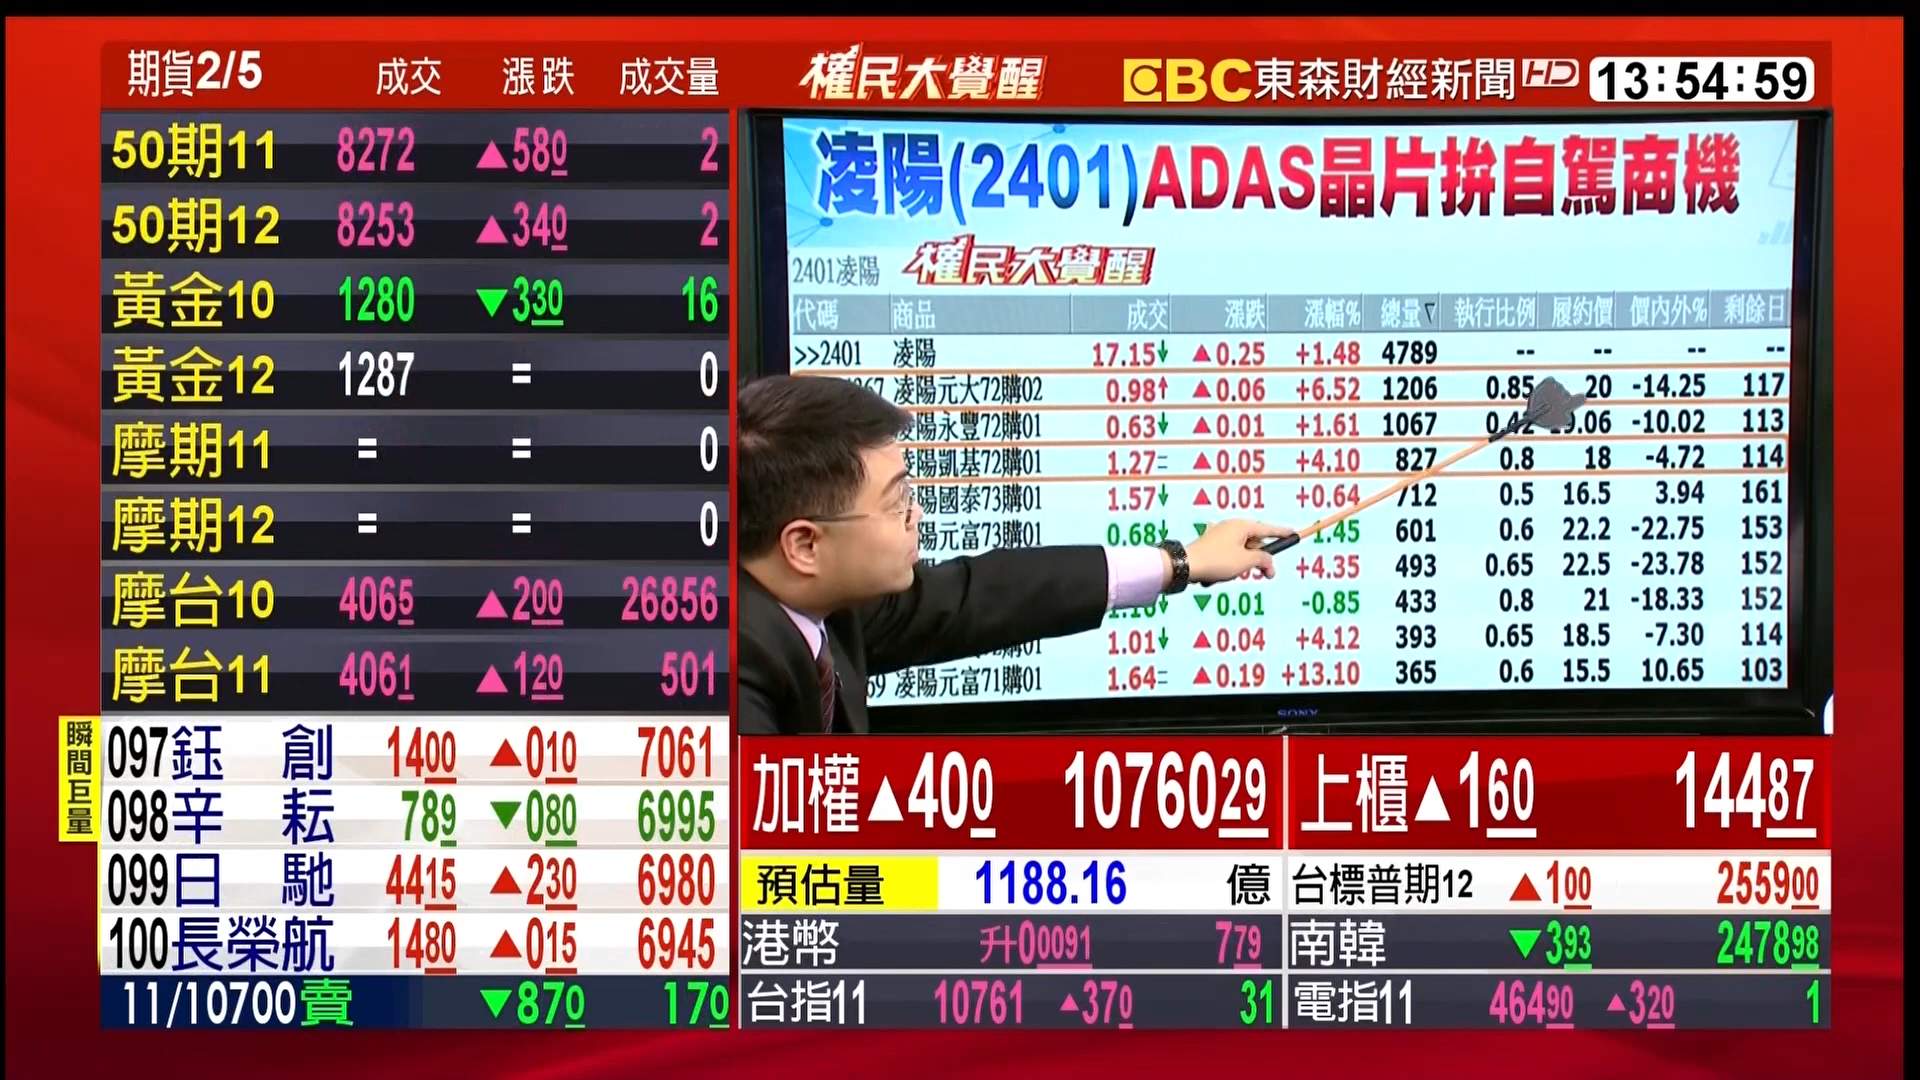 期貨2/5 成交 漲跌 成交量
權民大覺醒
EBC東森財經新聞HD 13:54:59
50期11 8272 ▲580 2
50期12 8253 ▲340 2
黃金10 1280 ▼330 16
黃金12 1287 = 0
摩期11 = = 0
摩期12 = = 0
摩台10 4065 ▲200 26856
摩台11 4061 ▲120 501
瞬間巨量
097鈺創 1400 ▲010 7061
098辛耘 789 ▼080 6995
099日馳 4415 ▲230 6980
100長榮航 1480 ▲015 6945
11/10700賣 ▼870 170
凌陽(2401)ADAS晶片拚自駕商機
2401凌陽 權民大覺醒
代碼 商品 成交 漲跌 漲幅% 總量 執行比例 履約價 價內外% 剩餘日
>>2401 凌陽 17.15↓ ▲0.25 +1.48 4789 -- -- -- --
凌陽元大72購02 0.98↑ ▲0.06 +6.52 1206 0.85 20 -14.25 117
凌陽永豐72購01 0.63↓ ▲0.01 +1.61 1067 0.42 .06 -10.02 113
陽凱基72購01 1.27= ▲0.05 +4.10 827 0.8 18 -4.72 114
陽國泰73購01 1.57↓ ▲0.01 +0.64 712 0.5 16.5 3.94 161
陽元富73購01 0.68↓ ▼ 1.45 601 0.6 22.2 -22.75 153
+4.35 493 0.65 22.5 -23.78 152
▼0.01 -0.85 433 0.8 21 -18.33 152
購01 1.01↓ ▲0.04 +4.12 393 0.65 18.5 -7.30 114
69 凌陽元富71購01 1.64= ▲0.19 +13.10 365 0.6 15.5 10.65 103
SONY
加權▲400 1076029
上櫃▲160 14487
預估量 1188.16 億
台標普期12 ▲100 255900
港幣 升00091 779
南韓 ▼393 247898
台指11 10761 ▲370 31
電指11 46490 ▲320 1